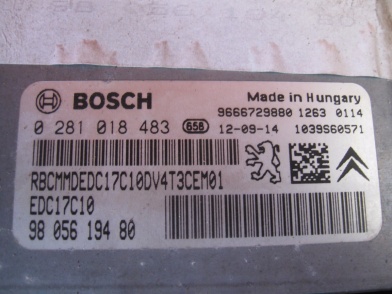 BOSCH
Made in Hungary
9666729880 1263 0114
0 281 018 483 658 12-09-14 1039S60571
RBCMMDEDC17C10DV4T3CEM01
EDC17C10
98 056 194 80